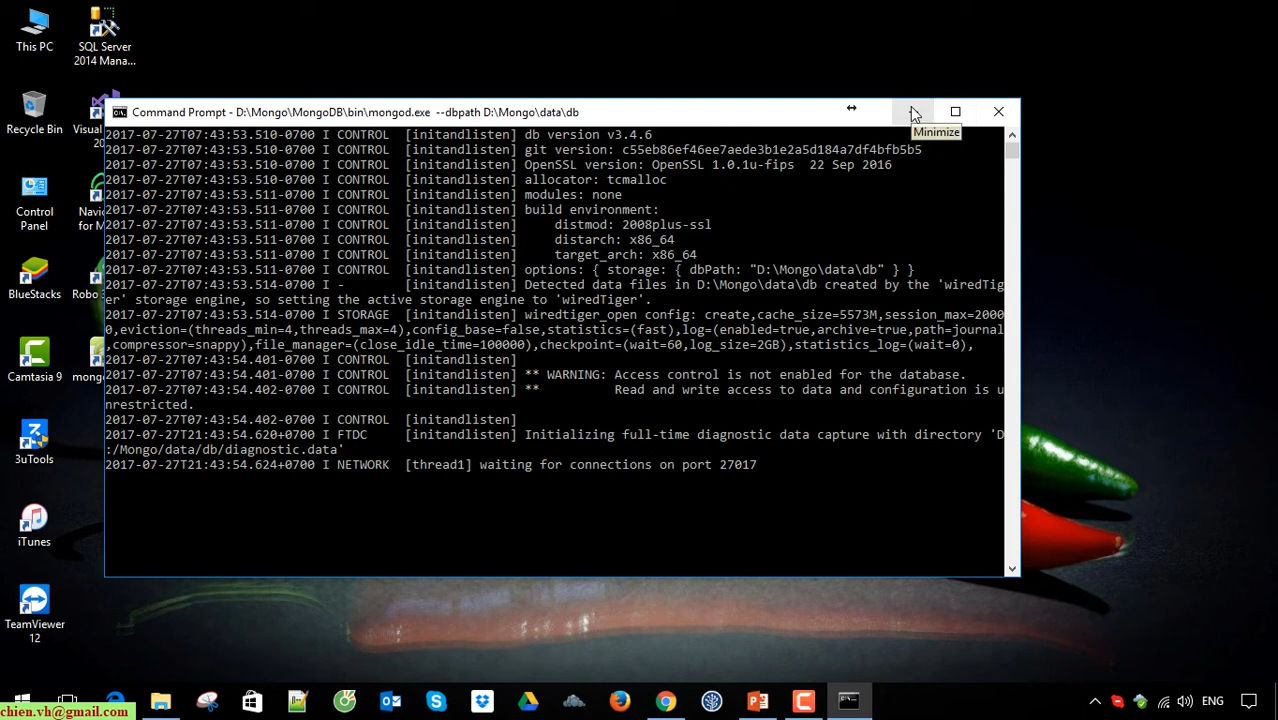 This PC
SQL Server
2014 Mana...
Command Prompt - D:\Mongo\MongoDB\bin\mongod.exe --dbpath D:\Mongo\data\db
Minimize
Recycle Bin
Visual
Control
Panel
Navic
for M
BlueStacks
Robo 3
Camtasia 9
mongo
3uTools
iTunes
TeamViewer
12
2017-07-27T07:43:53.510-0700 I CONTROL [initandlisten] db version v3.4.6
2017-07-27T07:43:53.510-0700 I CONTROL [initandlisten] git version: c55eb86ef46ee7aede3b1e2a5d184a7df4bfb5b5
2017-07-27T07:43:53.510-0700 I CONTROL [initandlisten] OpenSSL version: OpenSSL 1.0.1u-fips 22 Sep 2016
2017-07-27T07:43:53.510-0700 I CONTROL [initandlisten] allocator: tcmalloc
2017-07-27T07:43:53.511-0700 I CONTROL [initandlisten] modules: none
2017-07-27T07:43:53.511-0700 I CONTROL [initandlisten] build environment:
2017-07-27T07:43:53.511-0700 I CONTROL [initandlisten] distmod: 2008plus-ssl
2017-07-27T07:43:53.511-0700 I CONTROL [initandlisten] distarch: x86_64
2017-07-27T07:43:53.511-0700 I CONTROL [initandlisten] target_arch: x86_64
2017-07-27T07:43:53.511-0700 I CONTROL [initandlisten] options: { storage: { dbPath: "D:\Mongo\data\db" } }
2017-07-27T07:43:53.514-0700 I - [initandlisten] Detected data files in D:\Mongo\data\db created by the 'wiredTig
er' storage engine, so setting the active storage engine to 'wiredTiger'.
2017-07-27T07:43:53.514-0700 I STORAGE [initandlisten] wiredtiger_open config: create,cache_size=5573M,session_max=2000
0,eviction=(threads_min=4,threads_max=4),config_base=false,statistics=(fast),log=(enabled=true,archive=true,path=journal
,compressor=snappy),file_manager=(close_idle_time=100000),checkpoint=(wait=60,log_size=2GB),statistics_log=(wait=0),
2017-07-27T07:43:54.401-0700 I CONTROL [initandlisten]
2017-07-27T07:43:54.401-0700 I CONTROL [initandlisten] ** WARNING: Access control is not enabled for the database.
2017-07-27T07:43:54.402-0700 I CONTROL [initandlisten] ** Read and write access to data and configuration is u
nrestricted.
2017-07-27T07:43:54.402-0700 I CONTROL [initandlisten]
2017-07-27T21:43:54.620+0700 I FTDC [initandlisten] Initializing full-time diagnostic data capture with directory 'D
:/Mongo/data/db/diagnostic.data'
2017-07-27T21:43:54.624+0700 I NETWORK [thread1] waiting for connections on port 27017
chien.vh@gmail.com
ENG